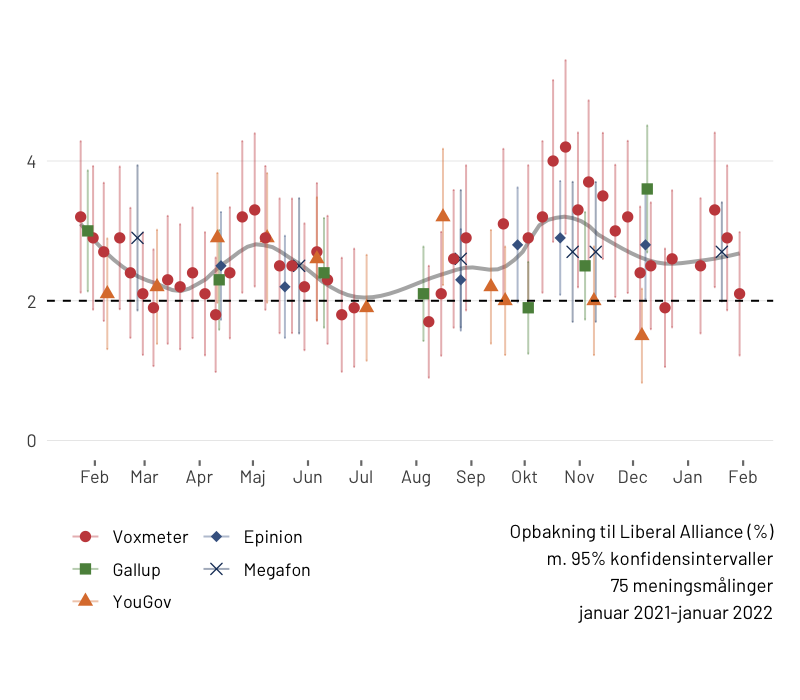 4
2
0
Feb Mar Apr Maj Jun Jul Aug Sep Okt Nov Dec Jan Feb
Voxmeter Epinion
Gallup Megafon
YouGov
Opbakning til Liberal Alliance (%)
m. 95% konfidensintervaller
75 meningsmålinger
januar 2021-januar 2022